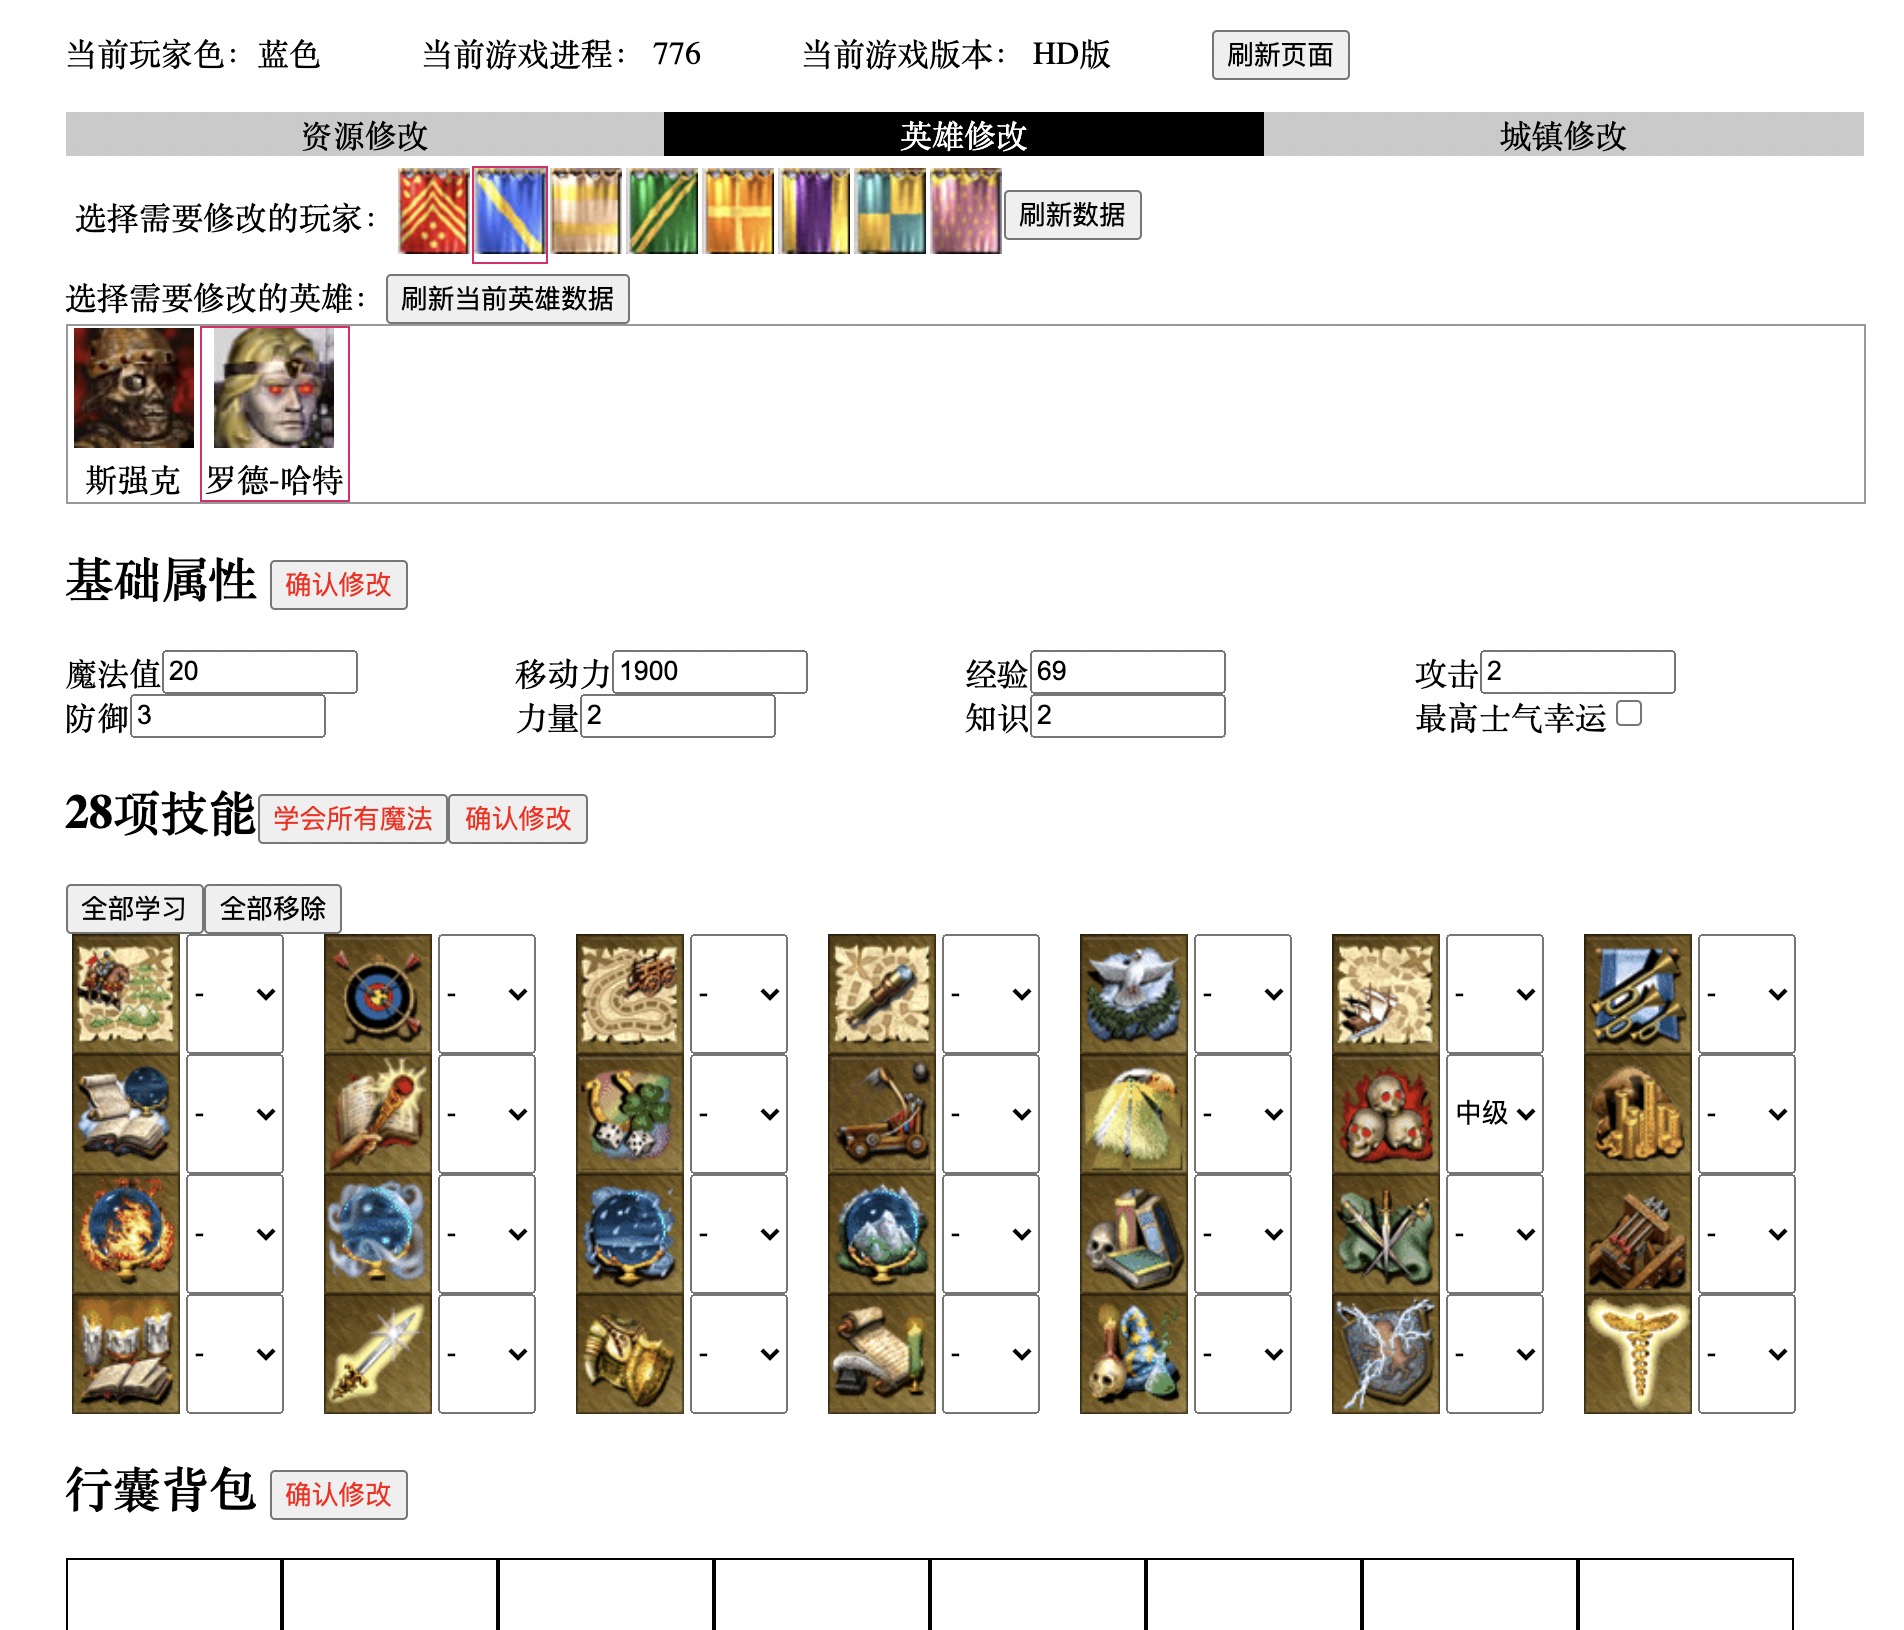 当前玩家色：蓝色 当前游戏进程： 776 当前游戏版本： HD版 刷新页面
资源修改 英雄修改 城镇修改
选择需要修改的玩家： 刷新数据
选择需要修改的英雄： 刷新当前英雄数据
斯强克 罗德-哈特
基础属性 确认修改
魔法值 20 移动力 1900 经验 69 攻击 2
防御 3 力量 2 知识 2 最高士气幸运
28项技能 学会所有魔法 确认修改
全部学习 全部移除
- - - - - - -
- - - - - 中级 -
- - - - - - -
- - - - - - -
行囊背包 确认修改